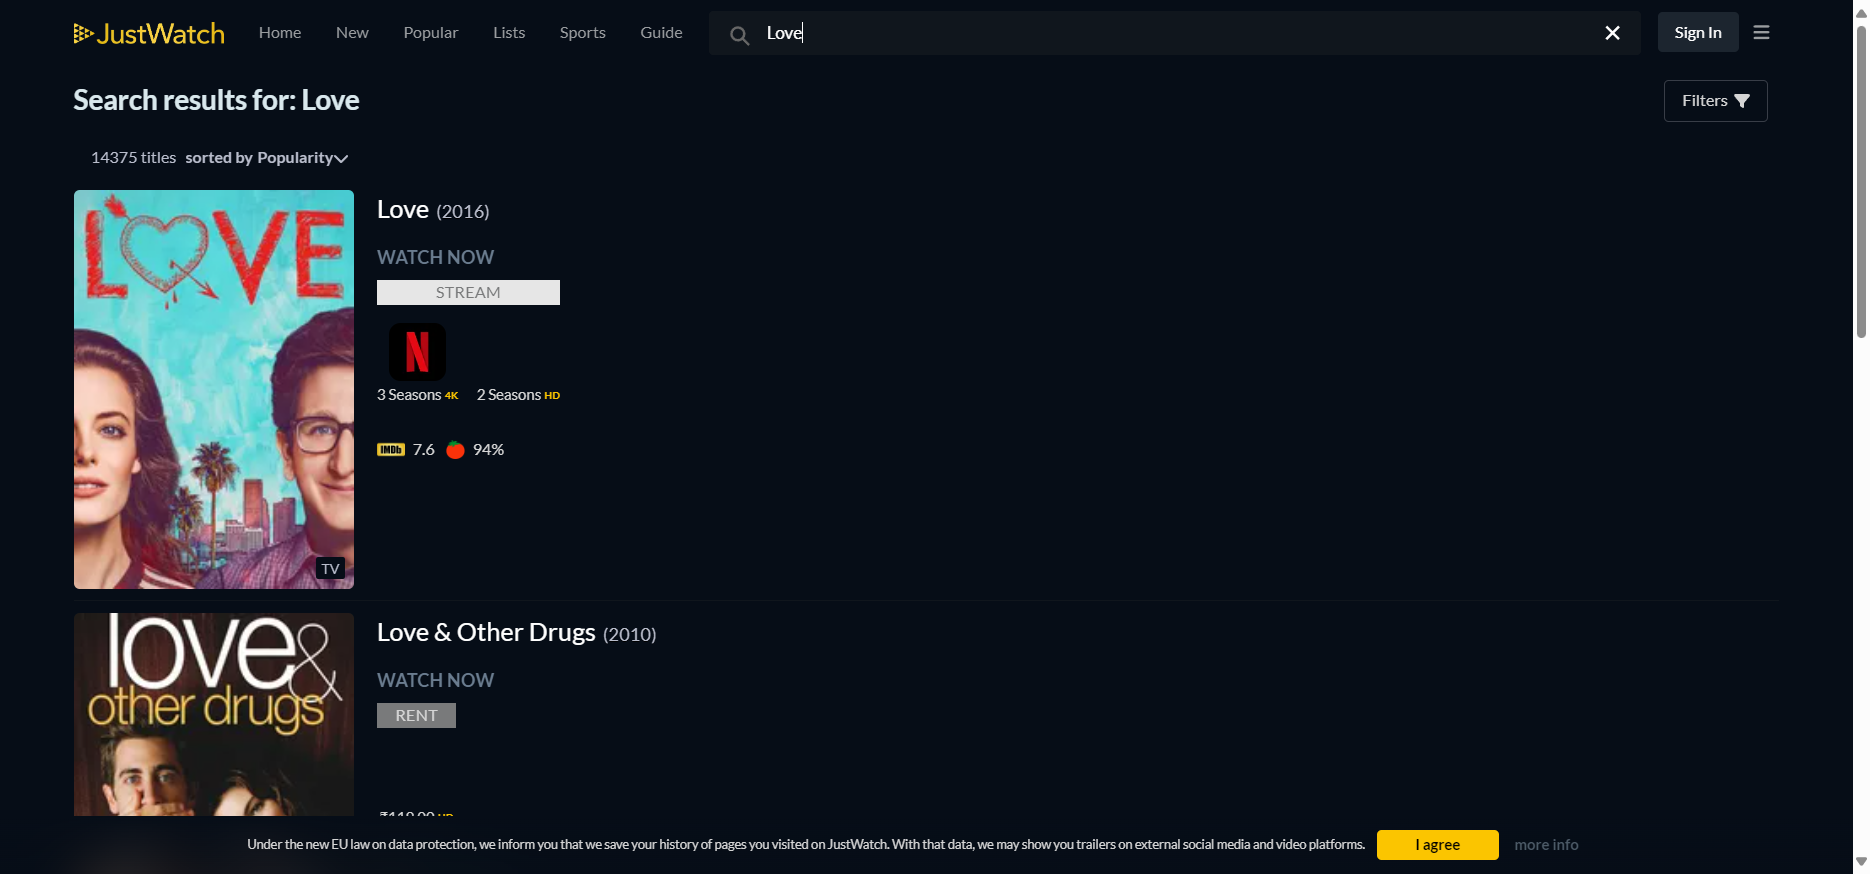 JustWatch Home New Popular Lists Sports Guide Love Sign In
Search results for: Love
Filters
14375 titles sorted by Popularity
LOVE
TV
Love (2016)
WATCH NOW
STREAM
N
3 Seasons 4K 2 Seasons HD
IMDb 7.6 94%
love &
other drugs
Love & Other Drugs (2010)
WATCH NOW
RENT
₹119.00 HD
Under the new EU law on data protection, we inform you that we save your history of pages you visited on JustWatch. With that data, we may show you trailers on external social media and video platforms. I agree more info